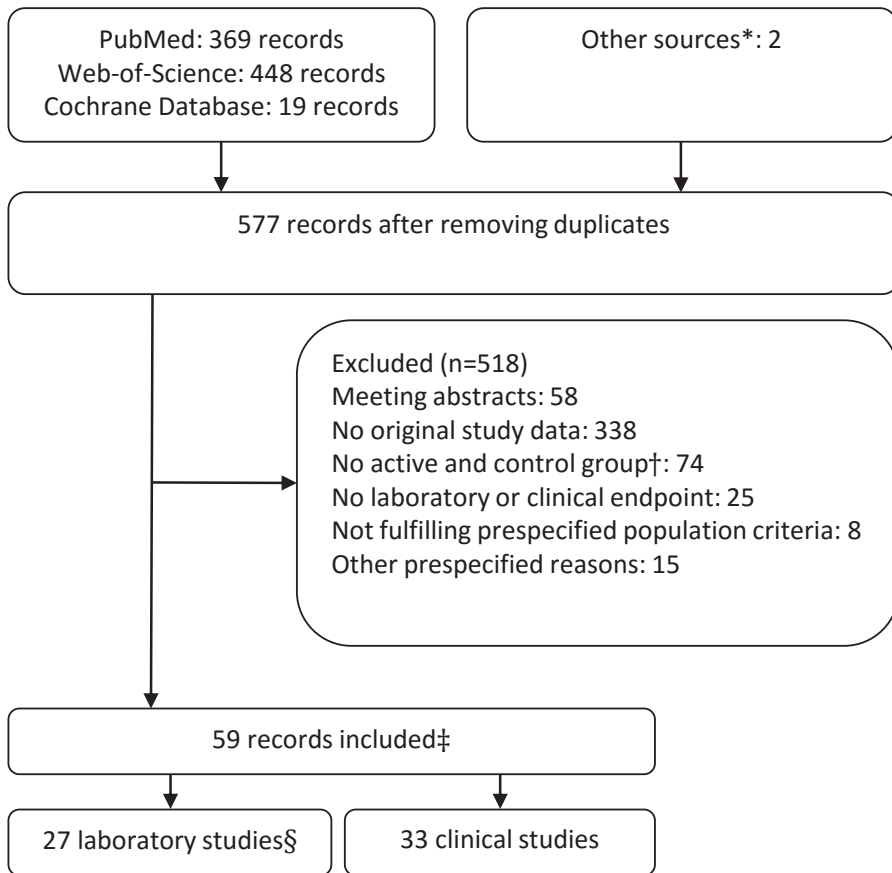 PubMed: 369 records
Web-of-Science: 448 records
Cochrane Database: 19 records
Other sources*: 2
577 records after removing duplicates
Excluded (n=518)
Meeting abstracts: 58
No original study data: 338
No active and control group†: 74
No laboratory or clinical endpoint: 25
Not fulfilling prespecified population criteria: 8
Other prespecified reasons: 15
59 records included‡
27 laboratory studies§
33 clinical studies